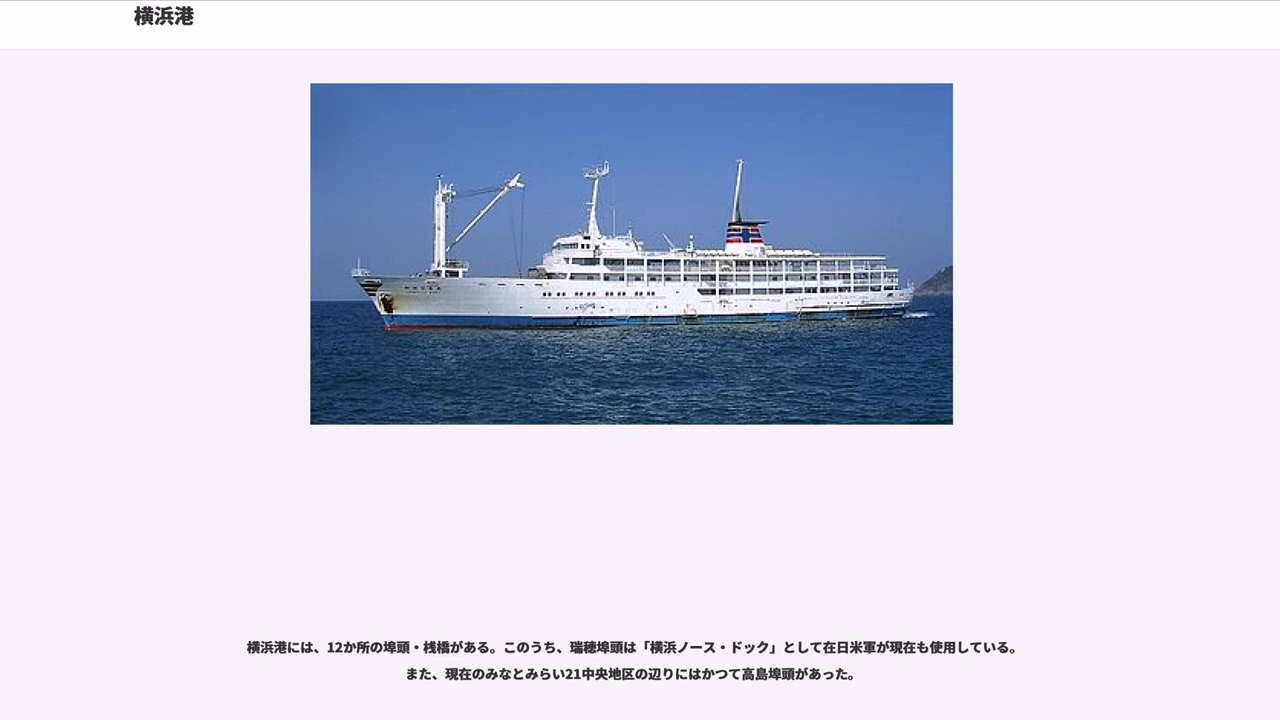 横浜港
横浜港には、12か所の埠頭・桟橋がある。このうち、瑞穂埠頭は「横浜ノース・ドック」として在日米軍が現在も使用している。
また、現在のみなとみらい21中央地区の辺りにはかつて高島埠頭があった。